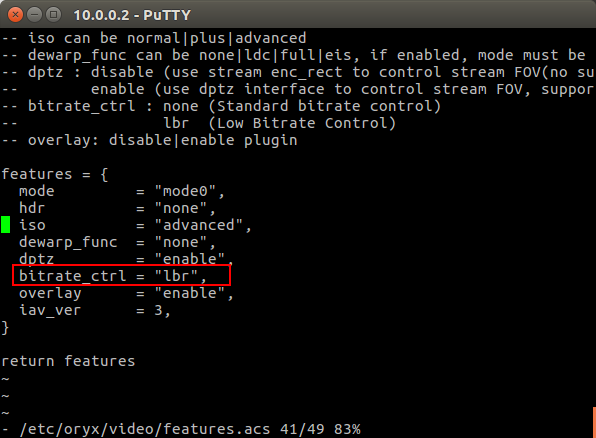 10.0.0.2 - PuTTY
-- iso can be normal|plus|advanced
-- dewarp_func can be none|ldc|full|eis, if enabled, mode must be
-- dptz : disable (use stream enc_rect to control stream FOV(no su
--        enable (use dptz interface to control stream FOV, suppor
-- bitrate_ctrl : none (Standard bitrate control)
--                lbr  (Low Bitrate Control)
-- overlay: disable|enable plugin
features = {
  mode         = "mode0",
  hdr          = "none",
  iso          = "advanced",
  dewarp_func  = "none",
  dptz         = "enable",
  bitrate_ctrl = "lbr",
  overlay      = "enable",
  iav_ver      = 3,
}
return features
~
~
~
- /etc/oryx/video/features.acs 41/49 83%